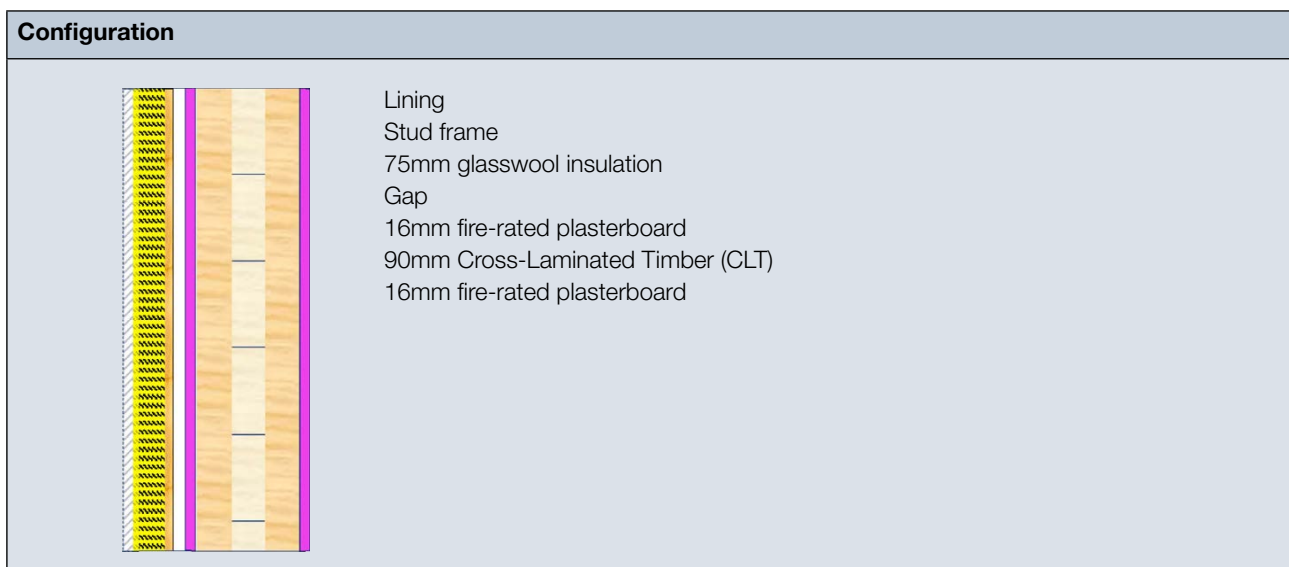 Configuration
Lining
Stud frame
75mm glasswool insulation
Gap
16mm fire-rated plasterboard
90mm Cross-Laminated Timber (CLT)
16mm fire-rated plasterboard